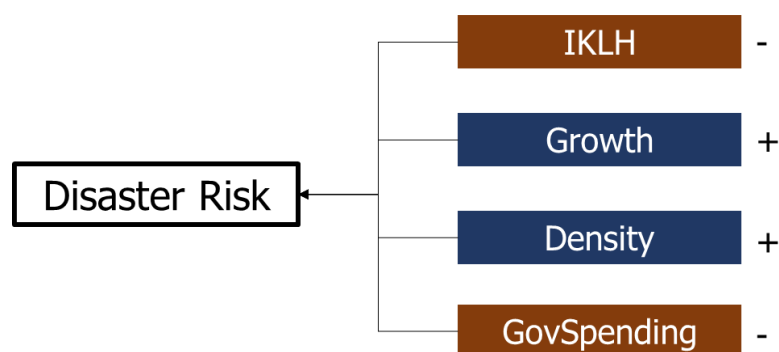 IKLH -
Growth +
Disaster Risk
Density +
GovSpending -